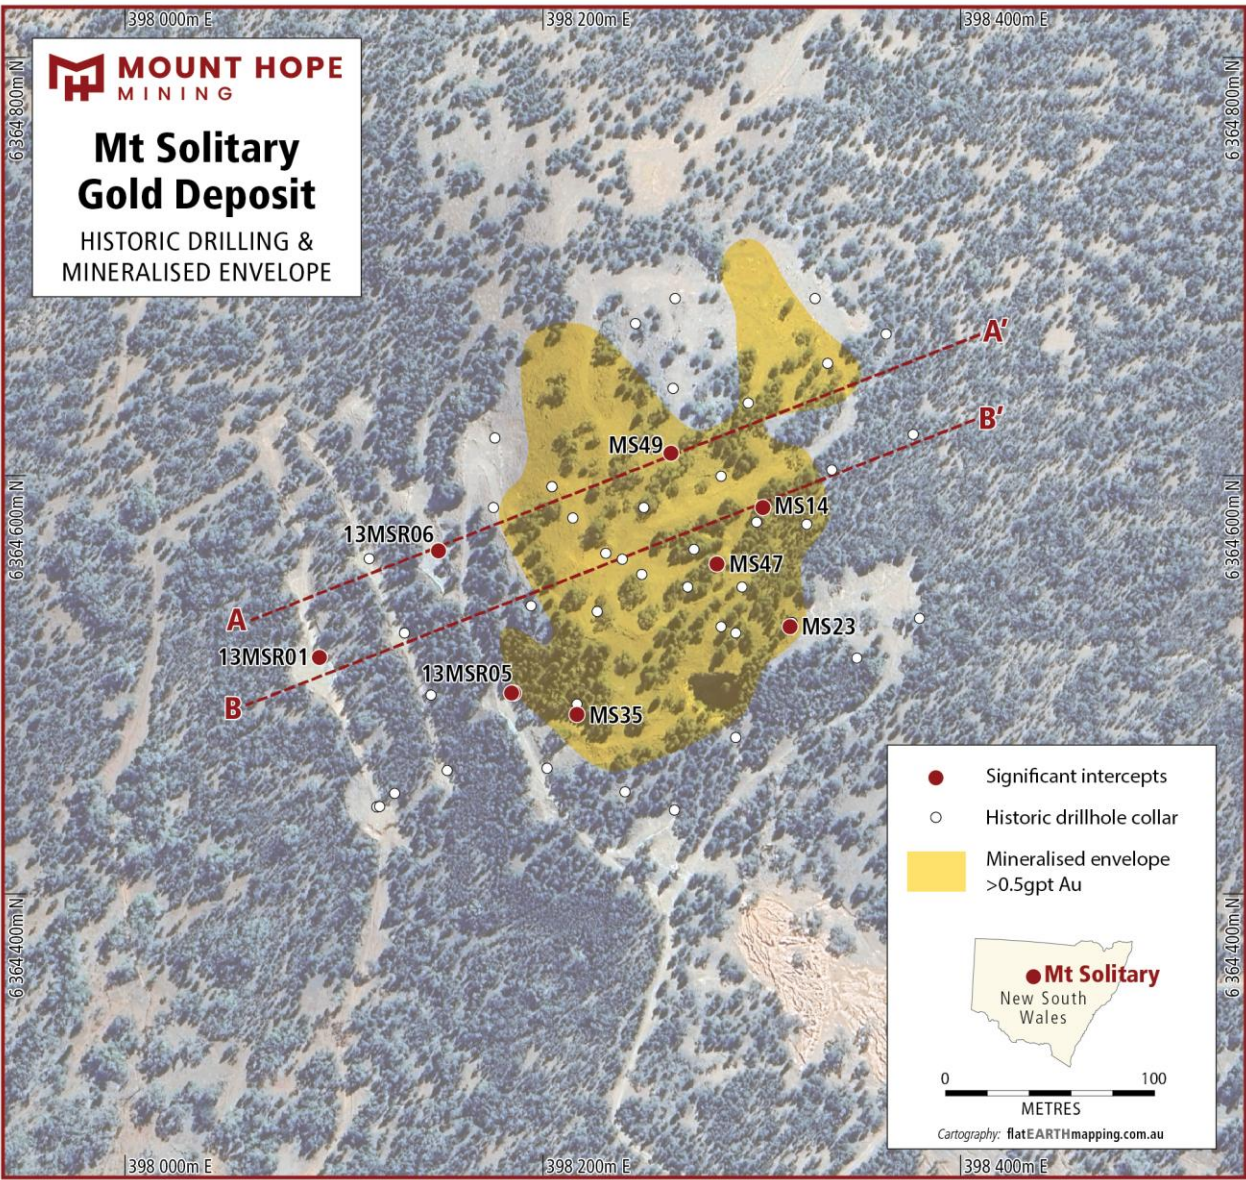 398 000m E
398 200m E
398 400m E
6 364 800m N
6 364 800m N
MOUNT HOPE
MINING
Mt Solitary
Gold Deposit
HISTORIC DRILLING &
MINERALISED ENVELOPE
A'
B'
MS49
MS14
13MSR06
6 364 600m N
6 364 600m N
MS47
A
MS23
13MSR01
13MSR05
B
MS35
Significant intercepts
Historic drillhole collar
Mineralised envelope
>0.5gpt Au
6 364 400m N
6 364 400m N
Mt Solitary
New South
Wales
0 100
METRES
Cartography: flatEARTHmapping.com.au
398 000m E
398 200m E
398 400m E